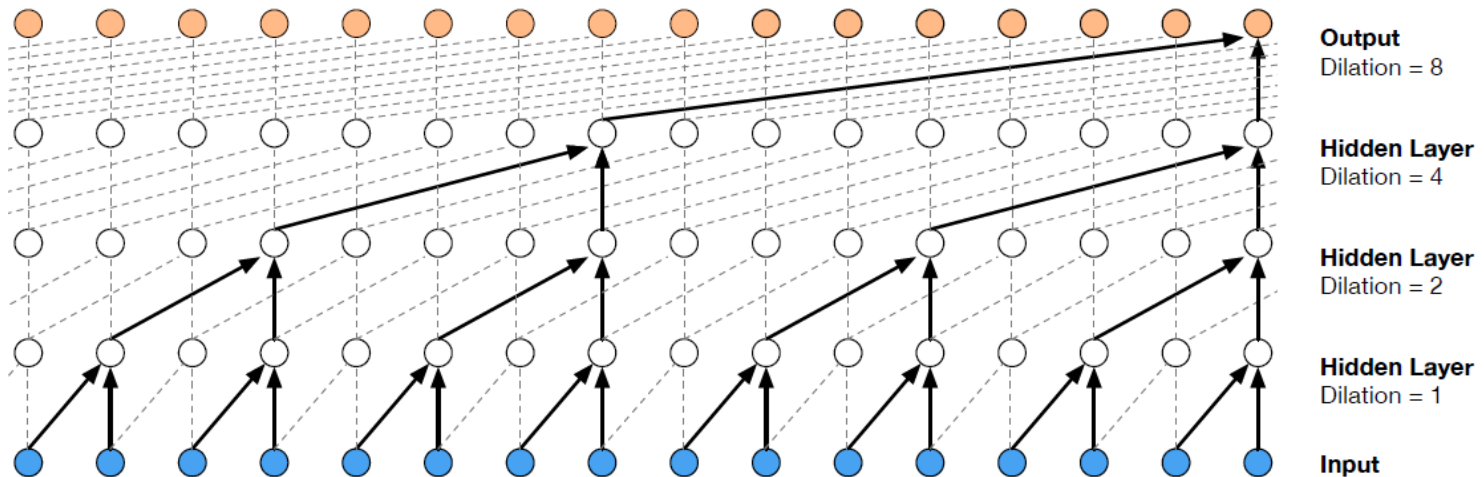 Output
Dilation = 8
Hidden Layer
Dilation = 4
Hidden Layer
Dilation = 2
Hidden Layer
Dilation = 1
Input